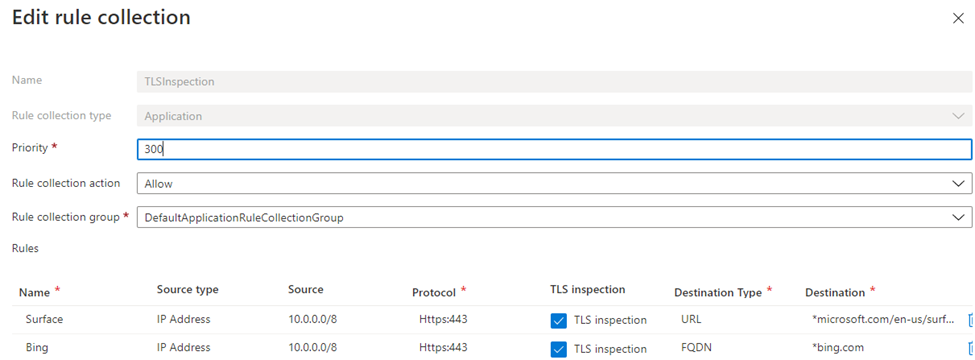 Edit rule collection
Name TLSInspection
Rule collection type Application
Priority * 300
Rule collection action Allow
Rule collection group * DefaultApplicationRuleCollectionGroup
Rules
Name * Source type Source Protocol * TLS inspection Destination Type * Destination *
Surface IP Address 10.0.0.0/8 Https:443 TLS inspection URL *microsoft.com/en-us/surf...
Bing IP Address 10.0.0.0/8 Https:443 TLS inspection FQDN *bing.com